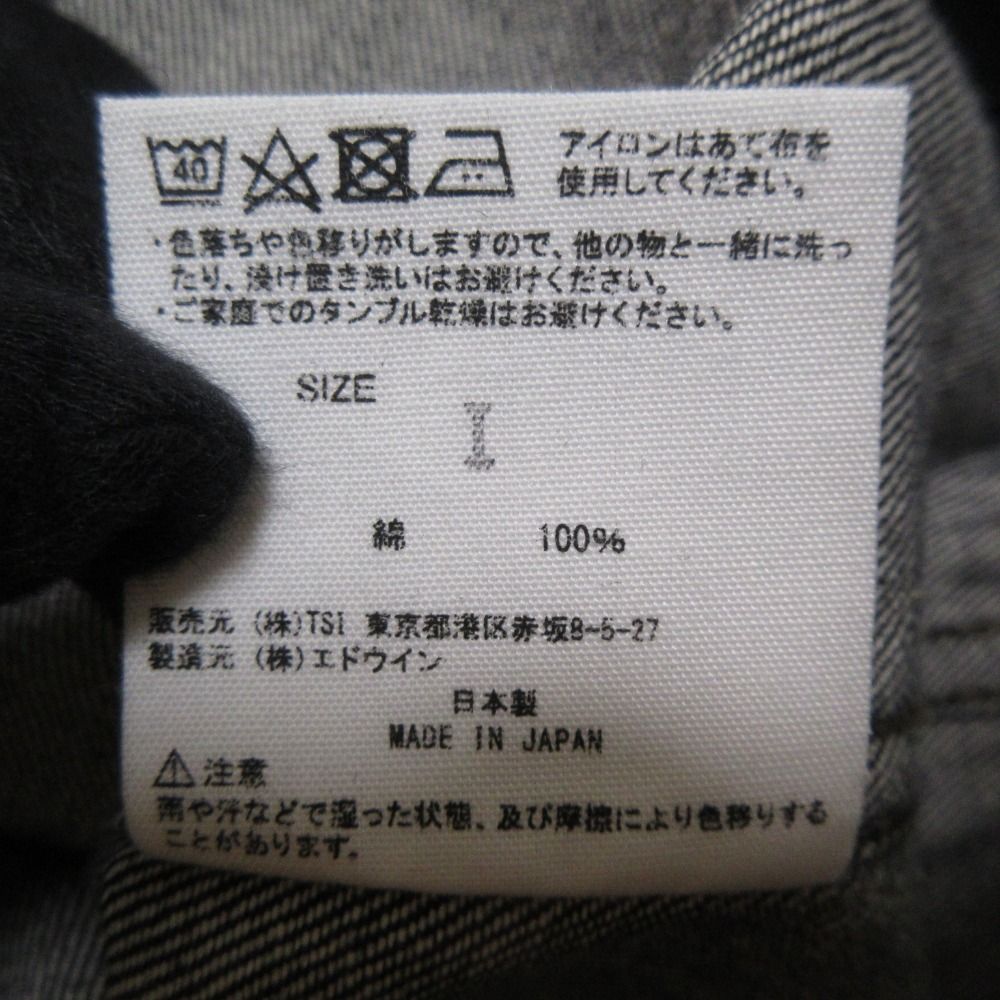 40
アイロンはあて布を
使用してください。
・色落ちや色移りがしますので、他の物と一緒に洗っ
たり、浸け置き洗いはお避けください。
・ご家庭でのタンブル乾燥はお避けください。
SIZE
I
綿 100%
販売元 (株)TSI 東京都港区赤坂8-5-27
製造元 (株)エドウイン
日本製
MADE IN JAPAN
注意
雨や汗などで湿った状態、及び摩擦により色移りする
ことがあります。